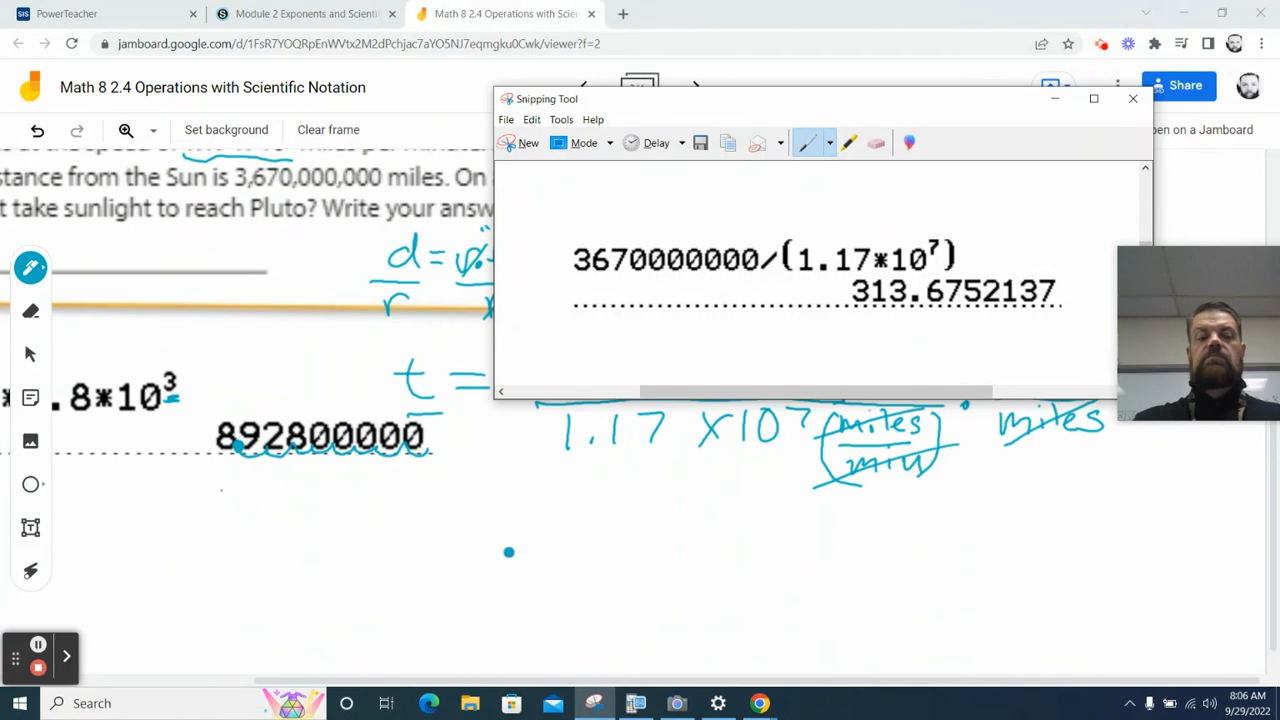 PowerTeacher
Module 2 Exponents and Scientifi
Math 8 2.4 Operations with Scien
jamboard.google.com/d/1FsR7YOQRpEnWVtx2M2dPchjac7aYO5NJ7eqmgku0Cwk/viewer?f=2
Math 8 2.4 Operations with Scientific Notation
Share
Set background
Clear frame
pen on a Jamboard
Snipping Tool
File Edit Tools Help
New Mode Delay
stance from the Sun is 3,670,000,000 miles. On
t take sunlight to reach Pluto? Write your answ
3670000000/(1.17*10⁷)
313.6752137
d =
r
t =
.8*10³
892800000
1.17 x10⁷ (miles/min) · miles
Search
8:06 AM
9/29/2022